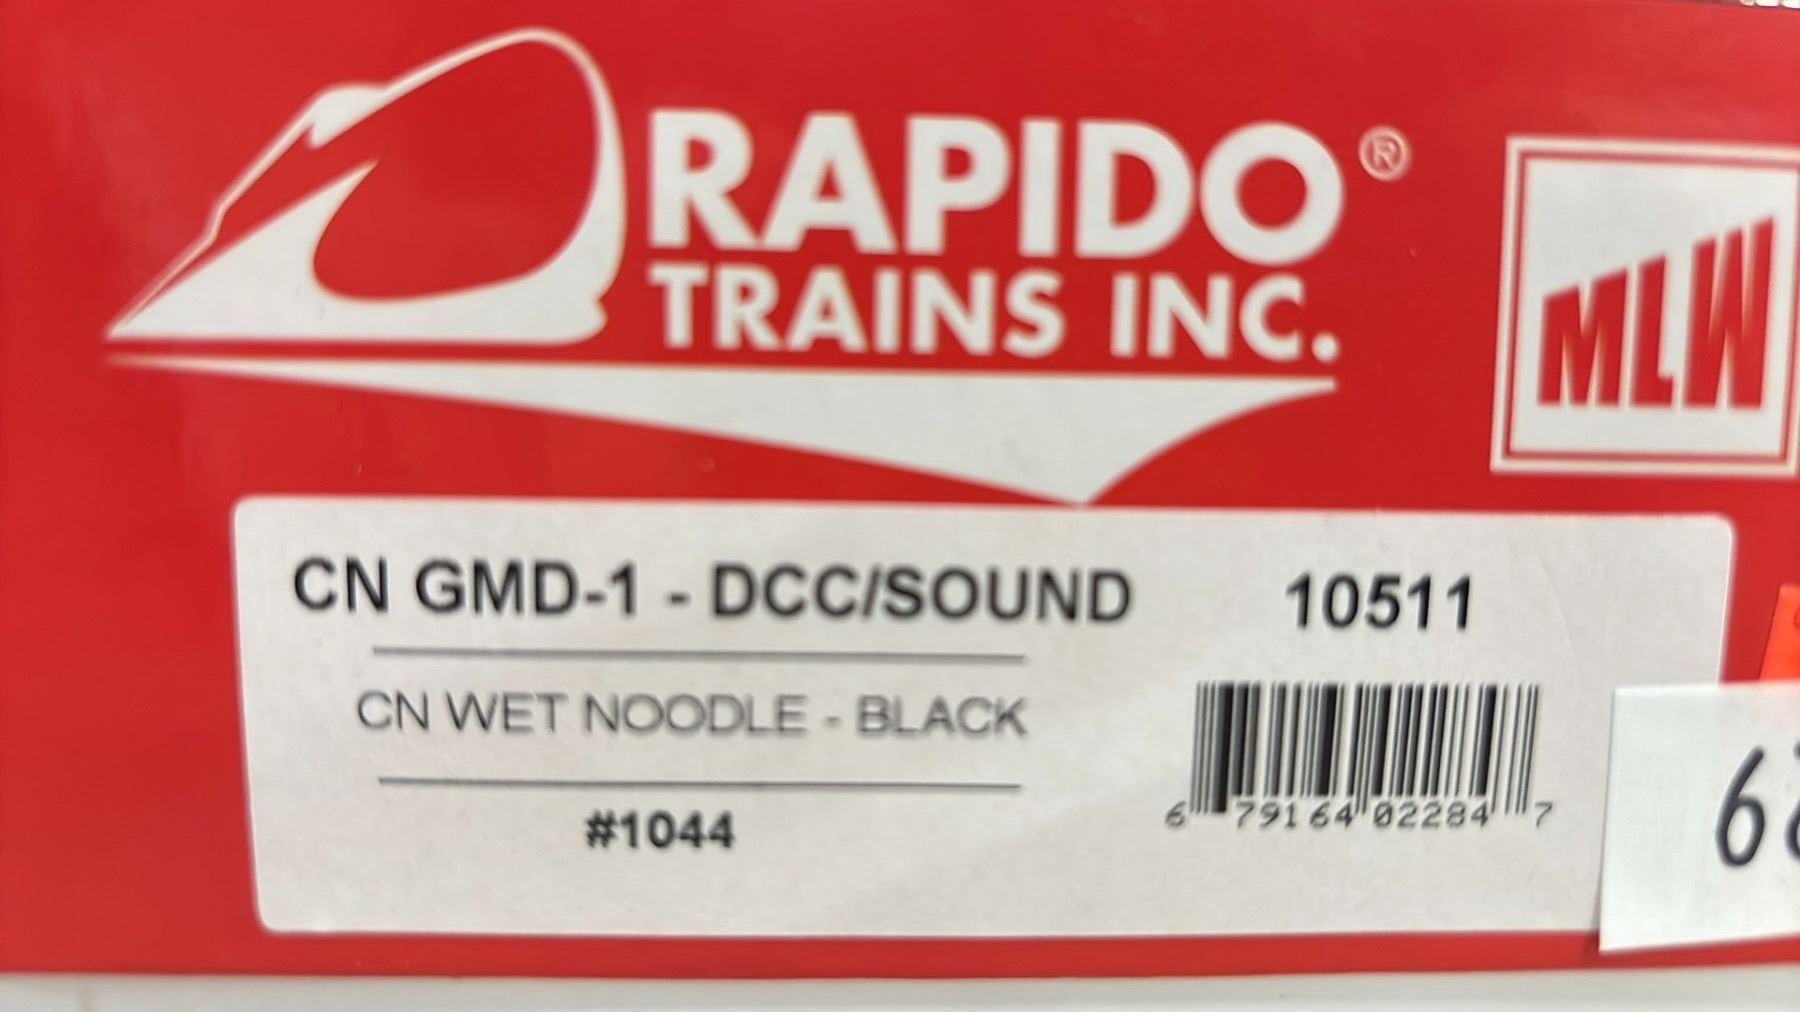 RAPIDO®
TRAINS INC.
MLW
CN GMD-1 - DCC/SOUND 10511
CN WET NOODLE - BLACK
#1044
6 79164 02284 7